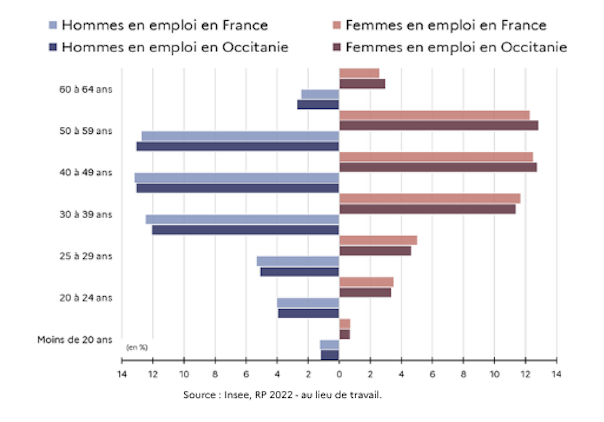 Hommes en emploi en France Femmes en emploi en France
Hommes en emploi en Occitanie Femmes en emploi en Occitanie
60 à 64 ans
50 à 59 ans
40 à 49 ans
30 à 39 ans
25 à 29 ans
20 à 24 ans
Moins de 20 ans (en %)
14 12 10 8 6 4 2 0 2 4 6 8 10 12 14
Source : Insee, RP 2022 - au lieu de travail.